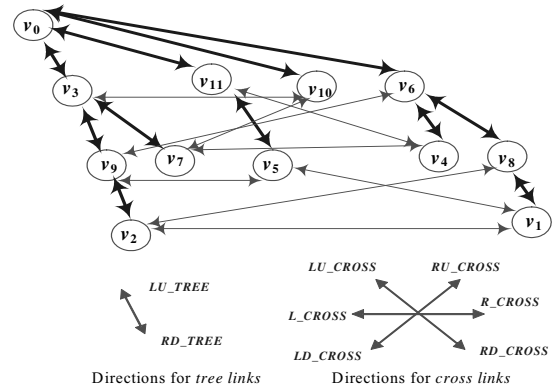 v0
v3
v11
v10
v6
v9
v7
v5
v4
v8
v2
v1
LU_TREE
RD_TREE
LU_CROSS
RU_CROSS
L_CROSS
R_CROSS
LD_CROSS
RD_CROSS
Directions for tree links
Directions for cross links